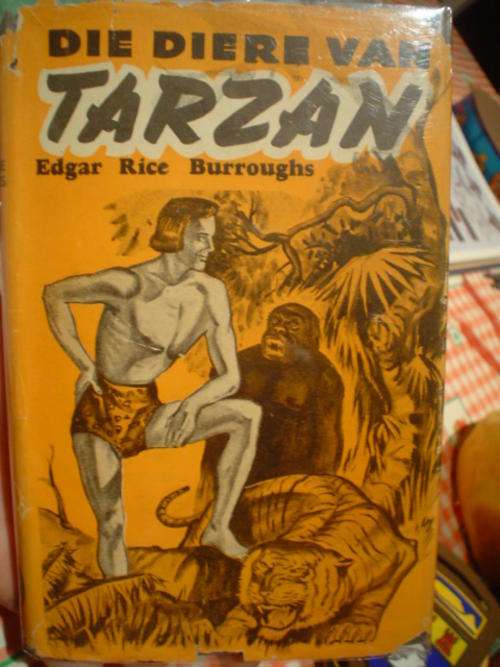 DIE DIERE VAN
TARZAN
Edgar Rice Burroughs